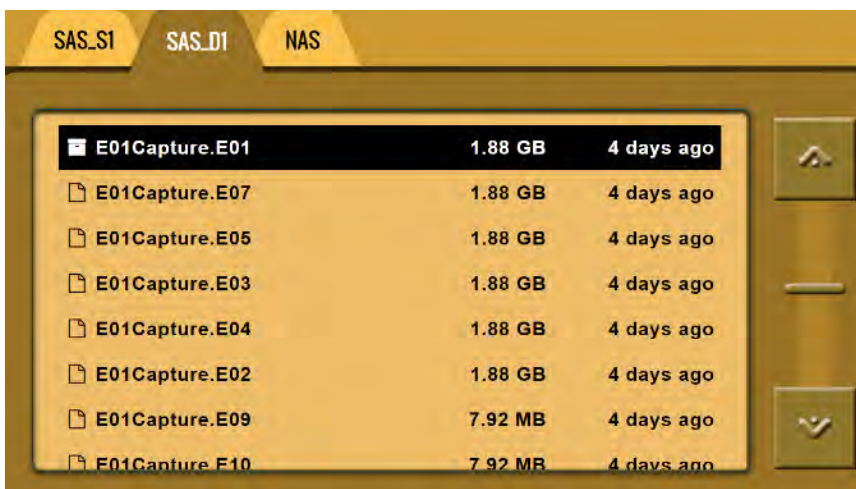 SAS_S1 SAS_D1 NAS
E01Capture.E01 1.88 GB 4 days ago
E01Capture.E07 1.88 GB 4 days ago
E01Capture.E05 1.88 GB 4 days ago
E01Capture.E03 1.88 GB 4 days ago
E01Capture.E04 1.88 GB 4 days ago
E01Capture.E02 1.88 GB 4 days ago
E01Capture.E09 7.92 MB 4 days ago
E01Capture.E10 7.92 MB 4 days ago